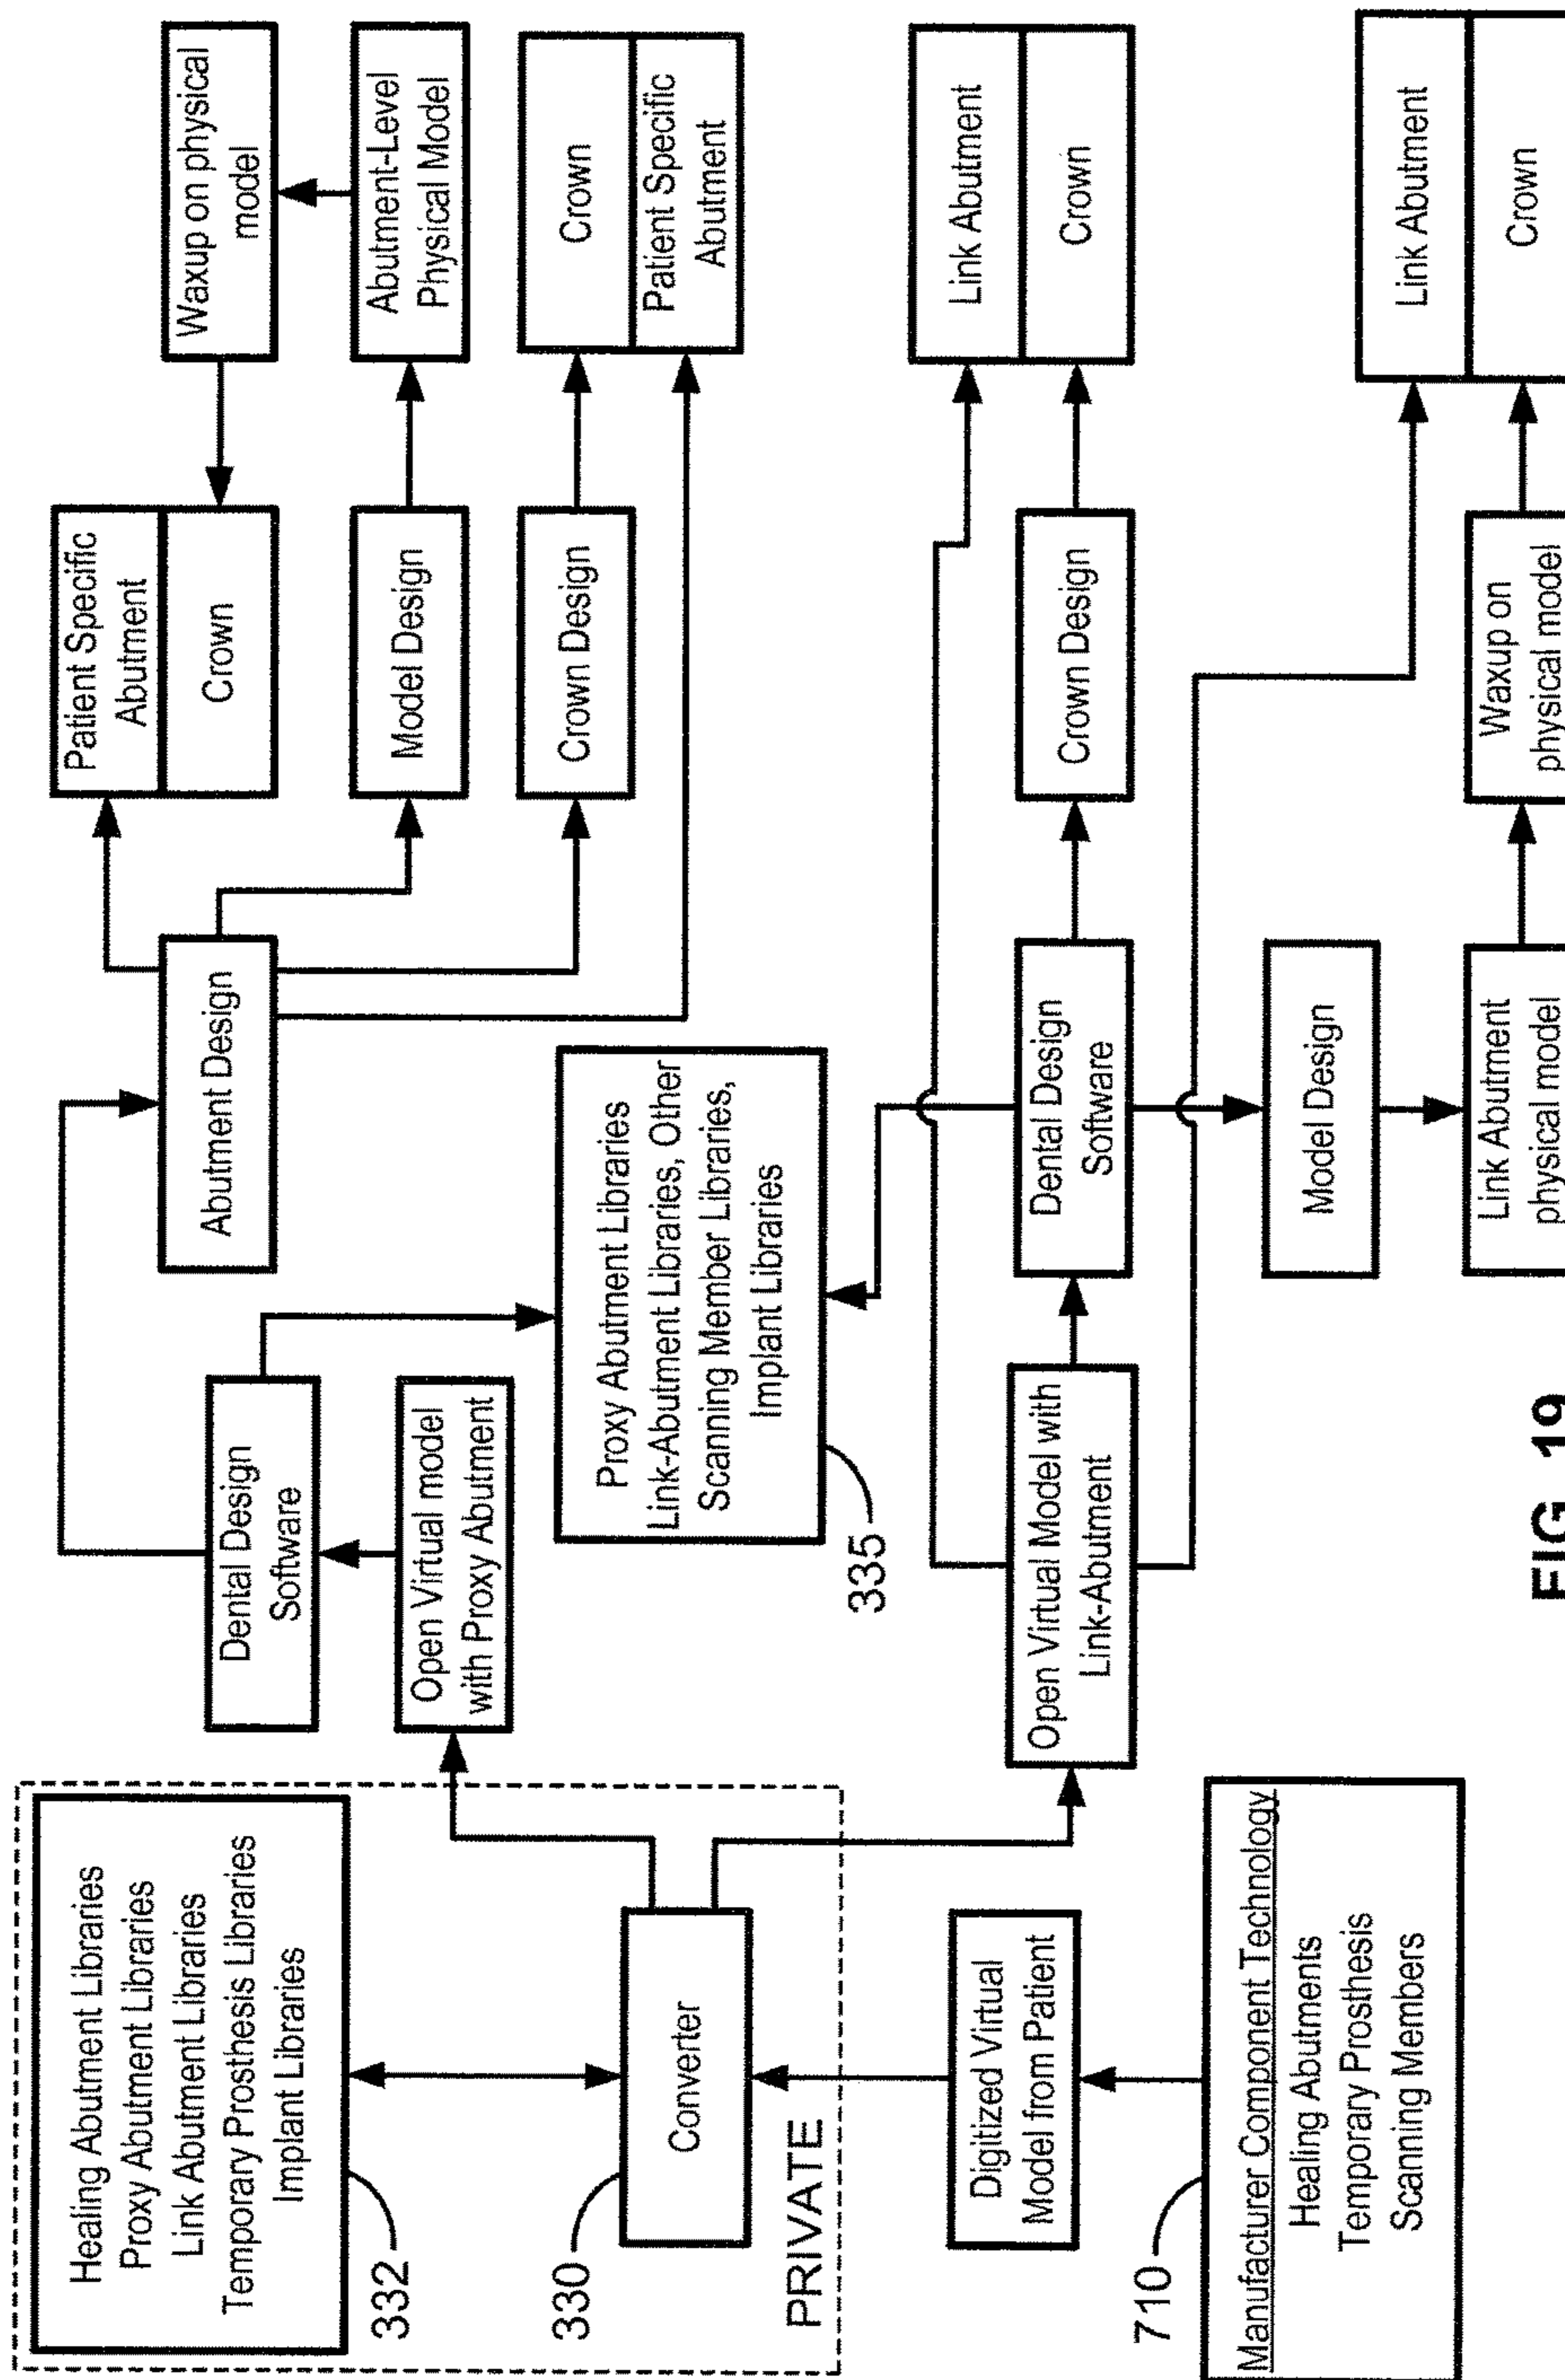 Healing Abutment Libraries
Proxy Abutment Libraries
Link Abutment Libraries
Temporary Prosthesis Libraries
Implant Libraries
332
Converter
330
PRIVATE
Digitized Virtual
Model from Patient
Manufacturer Component Technology
Healing Abutments
Temporary Prosthesis
Scanning Members
710
Dental Design
Software
Open Virtual model
with Proxy Abutment
Proxy Abutment Libraries
Link-Abutment Libraries, Other
Scanning Member Libraries,
Implant Libraries
335
Open Virtual Model with
Link-Abutment
Abutment Design
Dental Design
Software
Model Design
Link Abutment
physical model
Patient Specific
Abutment
Crown
Model Design
Crown Design
Crown Design
Waxup on
physical model
Waxup on physical
model
Abutment-Level
Physical Model
Crown
Patient Specific
Abutment
Link Abutment
Crown
Link Abutment
Crown
FIG. 19